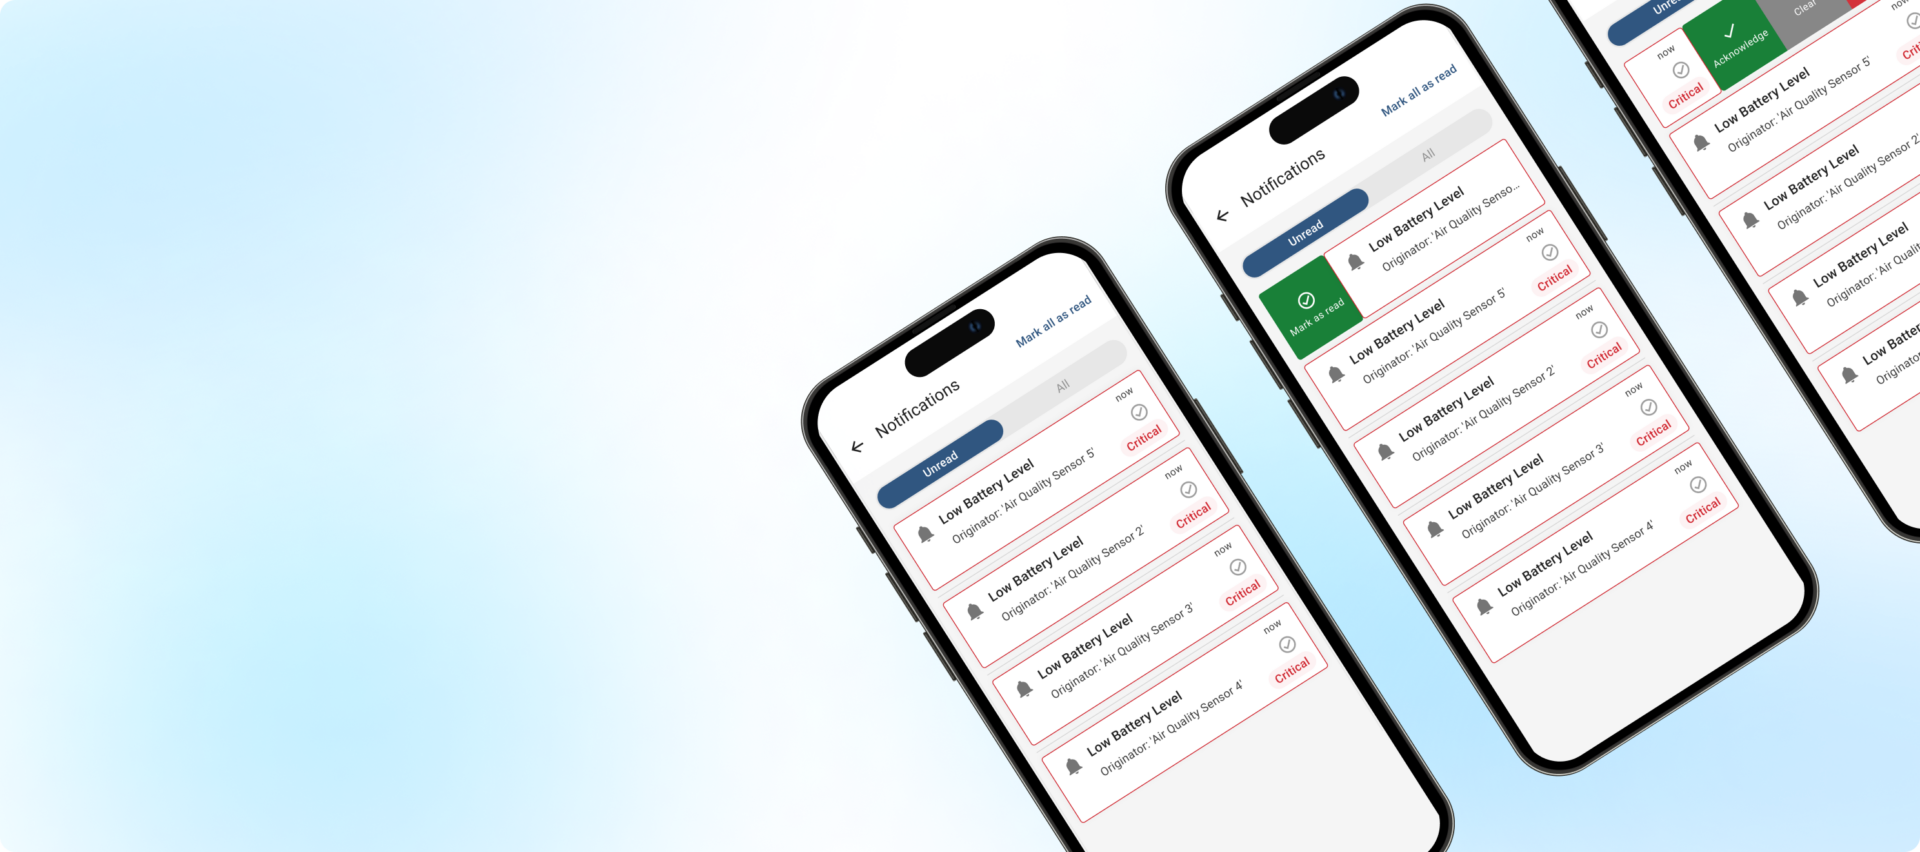 Mark all as read
Notifications
Unread
All
Low Battery Level
now
Originator: 'Air Quality Sensor 5'
Critical
Low Battery Level
now
Originator: 'Air Quality Sensor 2'
Critical
Low Battery Level
now
Originator: 'Air Quality Sensor 3'
Critical
Low Battery Level
now
Originator: 'Air Quality Sensor 4'
Critical
Mark all as read
Notifications
Unread
All
Mark as read
Low Battery Level
Originator: 'Air Quality Senso...
Low Battery Level
now
Originator: 'Air Quality Sensor 5'
Critical
Low Battery Level
now
Originator: 'Air Quality Sensor 2'
Critical
Low Battery Level
now
Originator: 'Air Quality Sensor 3'
Critical
Low Battery Level
now
Originator: 'Air Quality Sensor 4'
Critical
now
Critical
Acknowledge
Clear
Low Battery Level
Originator: 'Air Quality Sensor 5'
Low Battery Level
Originator: 'Air Quality Sensor 2'
Low Battery Level
Originator: 'Air
Low Battery